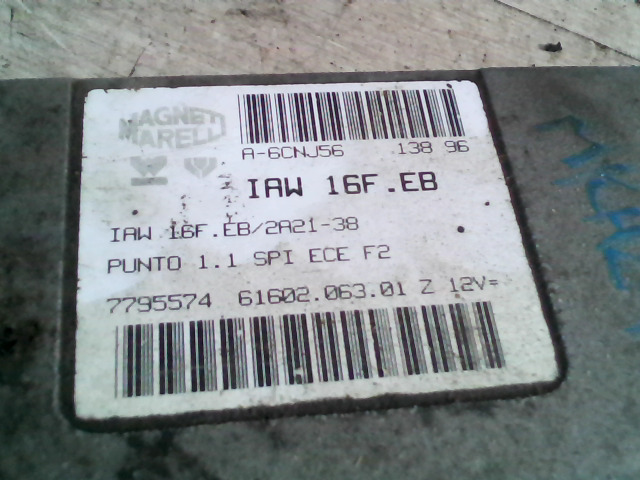 MAGNETI
MARELLI
A-6CNJ56 138 96
IAW 16F.EB
IAW 16F.EB/2A21-38
PUNTO 1.1 SPI ECE F2
7795574 61602.063.01 Z 12V=